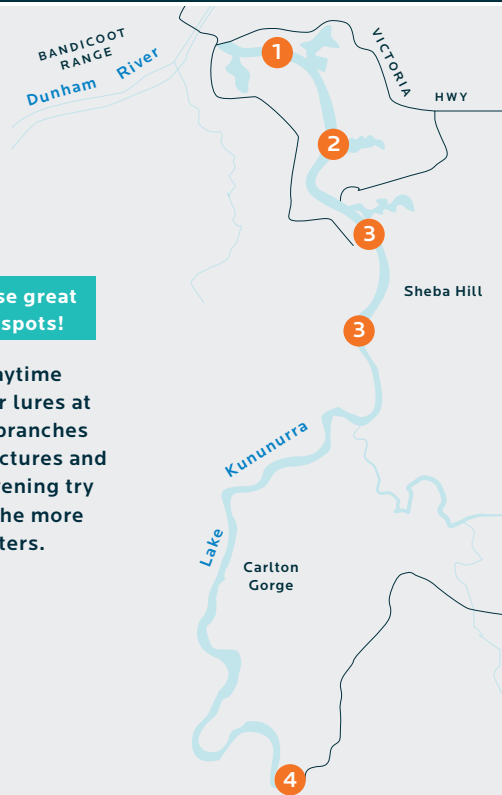 BANDICOOT
RANGE
Dunham River
VICTORIA
HWY
1
2
3
Sheba Hill
3
se great
spots!
ytime
r lures at
branches
ctures and
ening try
he more
ters.
Lake Kununurra
Carlton
Gorge
4